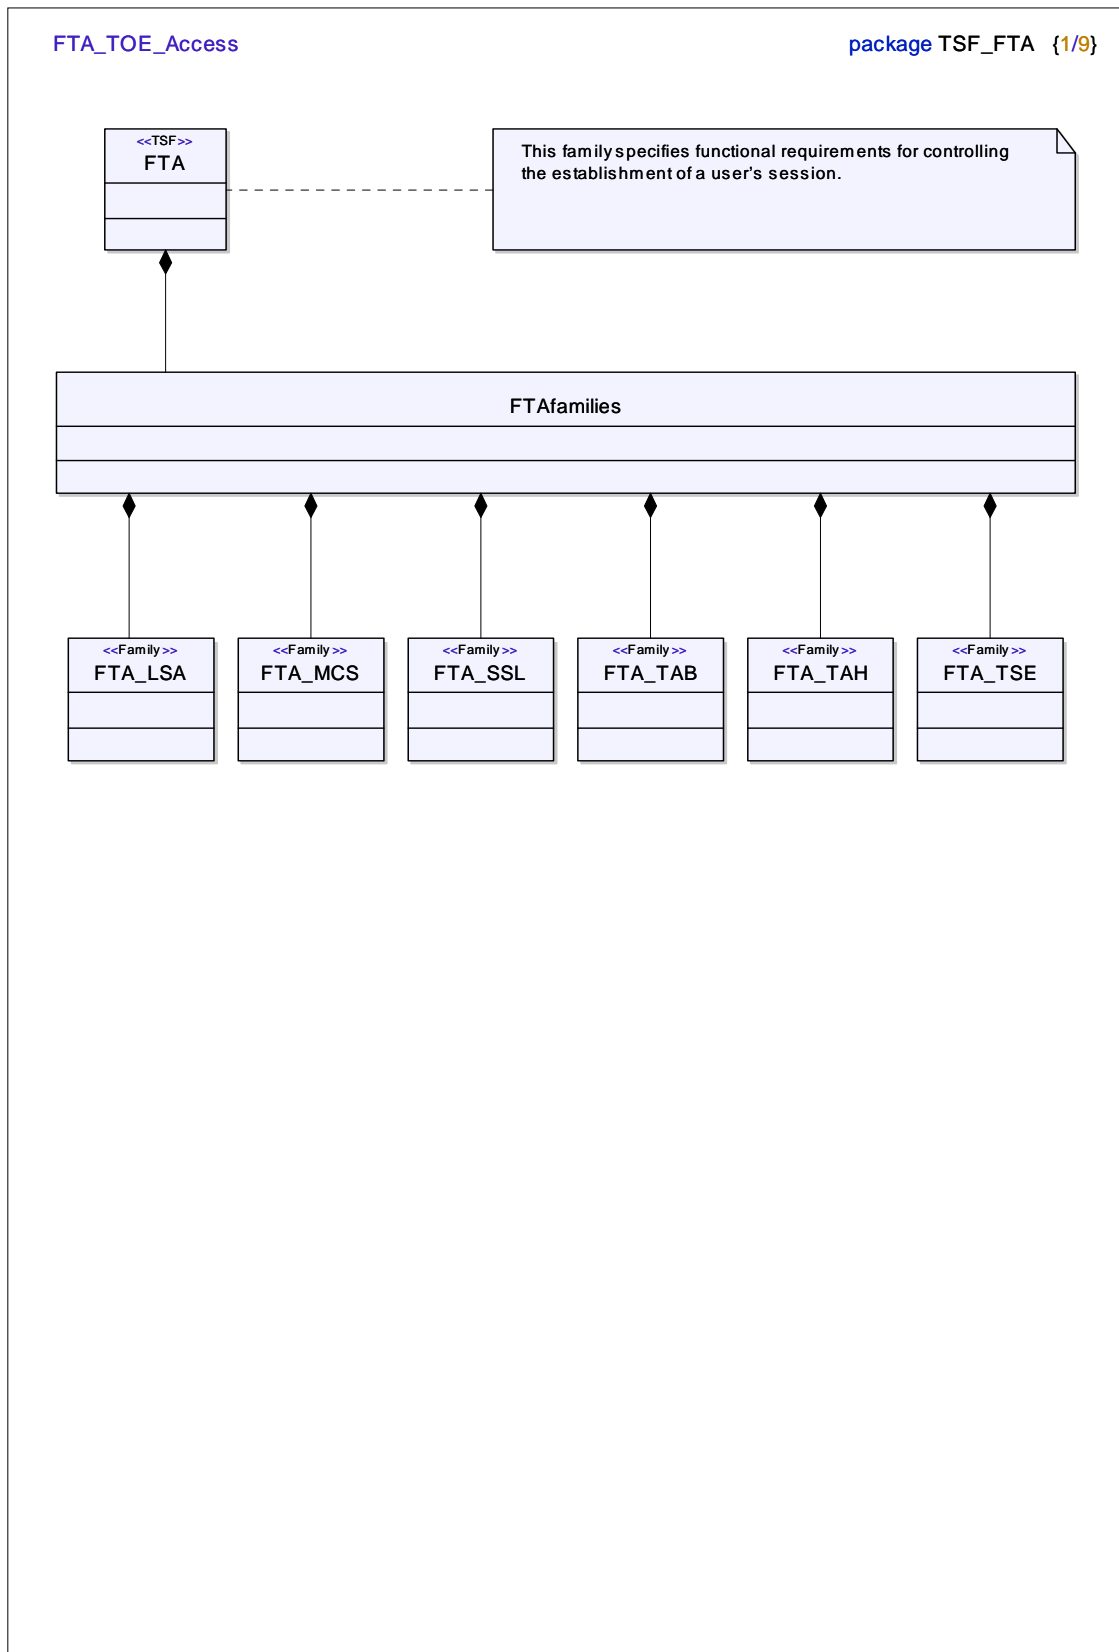 FTA_TOE_Access
package TSF_FTA {1/9}
<<TSF>>
FTA
This family specifies functional requirements for controlling
the establishment of a user's session.
FTAfamilies
<<Family>>
FTA_LSA
<<Family>>
FTA_MCS
<<Family>>
FTA_SSL
<<Family>>
FTA_TAB
<<Family>>
FTA_TAH
<<Family>>
FTA_TSE